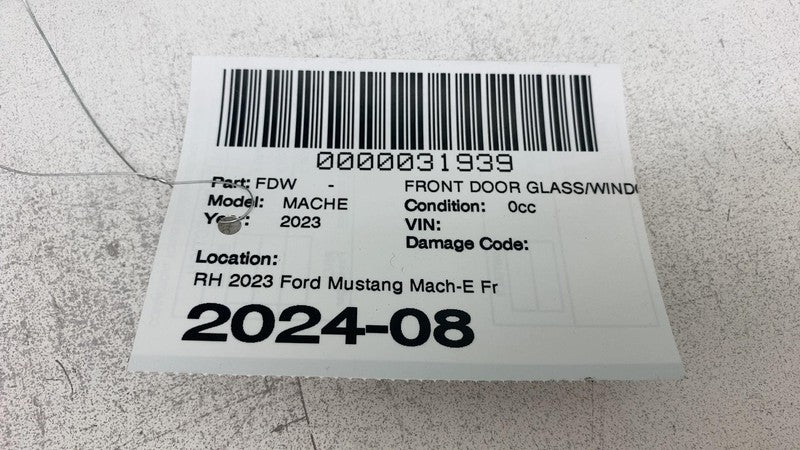 0000031939
Part: FDW - FRONT DOOR GLASS/WIND
Model: MACHE Condition: 0cc
Year: 2023 VIN:
Damage Code:
Location:
RH 2023 Ford Mustang Mach-E Fr
2024-08